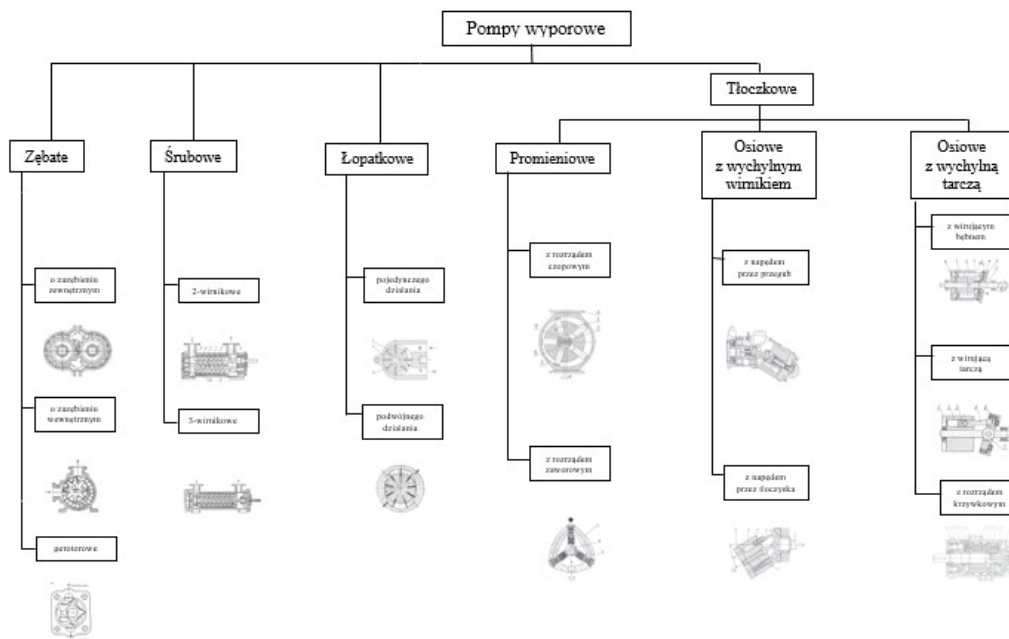 Pompy wyporowe
Tłoczkowe
Zębate
Śrubowe
Łopatkowe
Promieniowe
Osiowe
z wychylnym
wirnikiem
Osiowe
z wychylną
tarczą
o zazębieniu
zewnętrznym
o zazębieniu
wewnętrznym
gerotorowe
2-wirnikowe
3-wirnikowe
pojedynczego
działania
podwójnego
działania
z rozrządem
czopowym
z rozrządem
zaworowym
z napędem
przez przegub
z napędem
przez tłoczyska
z wirującym
bębnem
z wirującą
tarczą
z rozrządem
krzywkowym